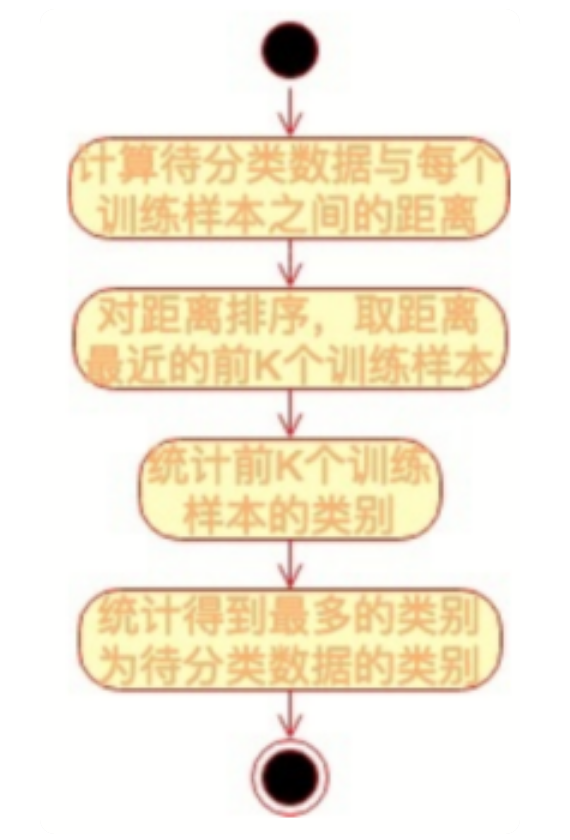 计算待分类数据与每个
训练样本之间的距离
对距离排序，取距离
最近的前K个训练样本
统计前K个训练
样本的类别
统计得到最多的类别
为待分类数据的类别